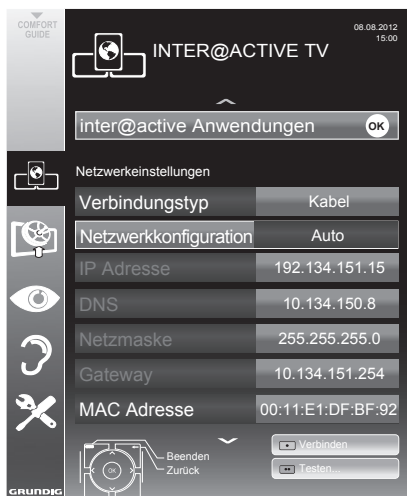 COMFORT
GUIDE
INTER@ACTIVE TV
08.08.2012
15:00
inter@active Anwendungen OK
Netzwerkeinstellungen
Verbindungstyp Kabel
Netzwerkkonfiguration Auto
IP Adresse 192.134.151.15
DNS 10.134.150.8
Netzmaske 255.255.255.0
Gateway 10.134.151.254
MAC Adresse 00:11:E1:DF:BF:92
Beenden
Zurück
OK
Verbinden
Testen...
GRUNDIG